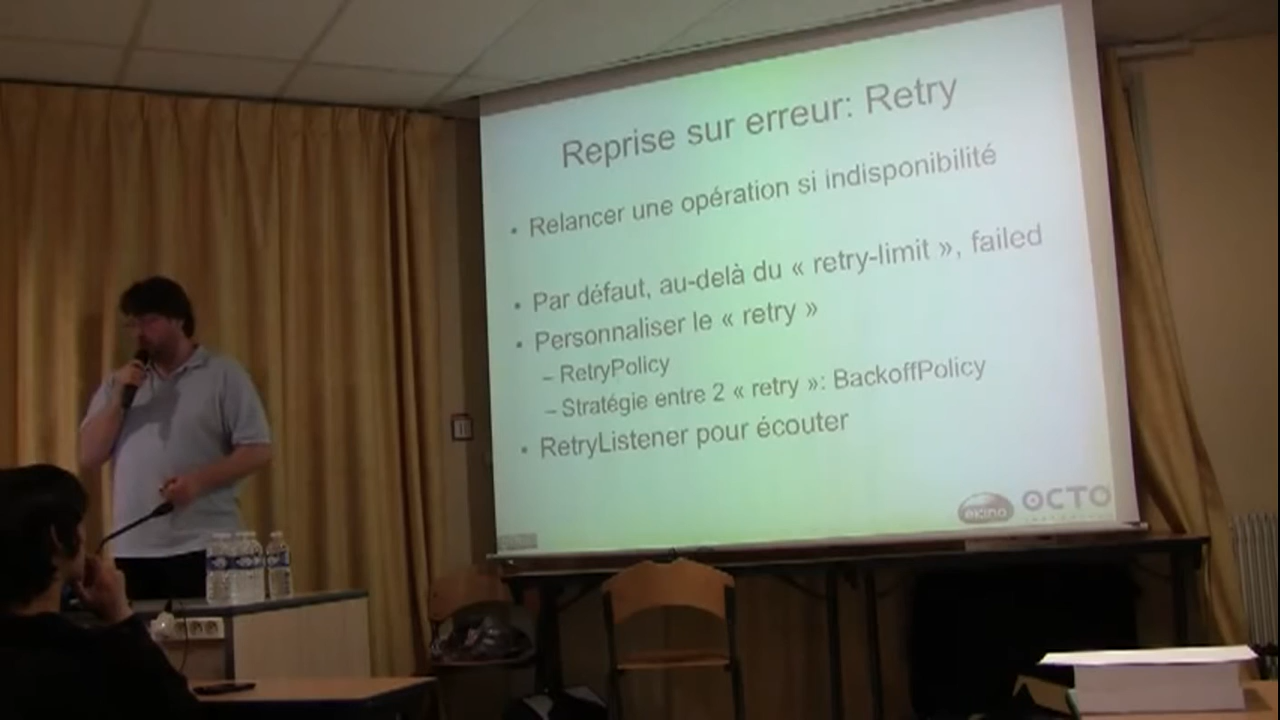 Reprise sur erreur: Retry
• Relancer une opération si indisponibilité
• Par défaut, au-delà du « retry-limit », failed
• Personnaliser le « retry »
– RetryPolicy
– Stratégie entre 2 « retry »: BackoffPolicy
• RetryListener pour écouter
ekino OCTO